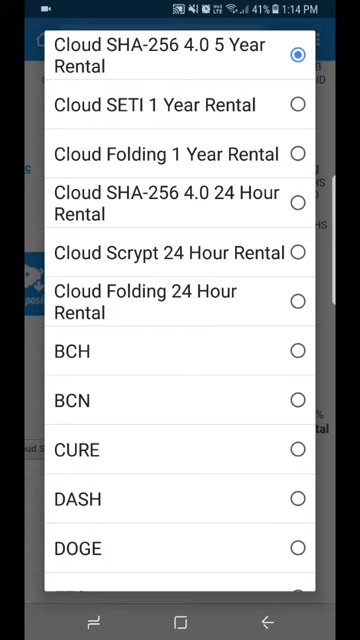 41% 1:14 PM
Cloud SHA-256 4.0 5 Year
Rental
Cloud SETI 1 Year Rental
Cloud Folding 1 Year Rental
Cloud SHA-256 4.0 24 Hour
Rental
Cloud Scrypt 24 Hour Rental
Cloud Folding 24 Hour
Rental
BCH
BCN
CURE
DASH
DOGE